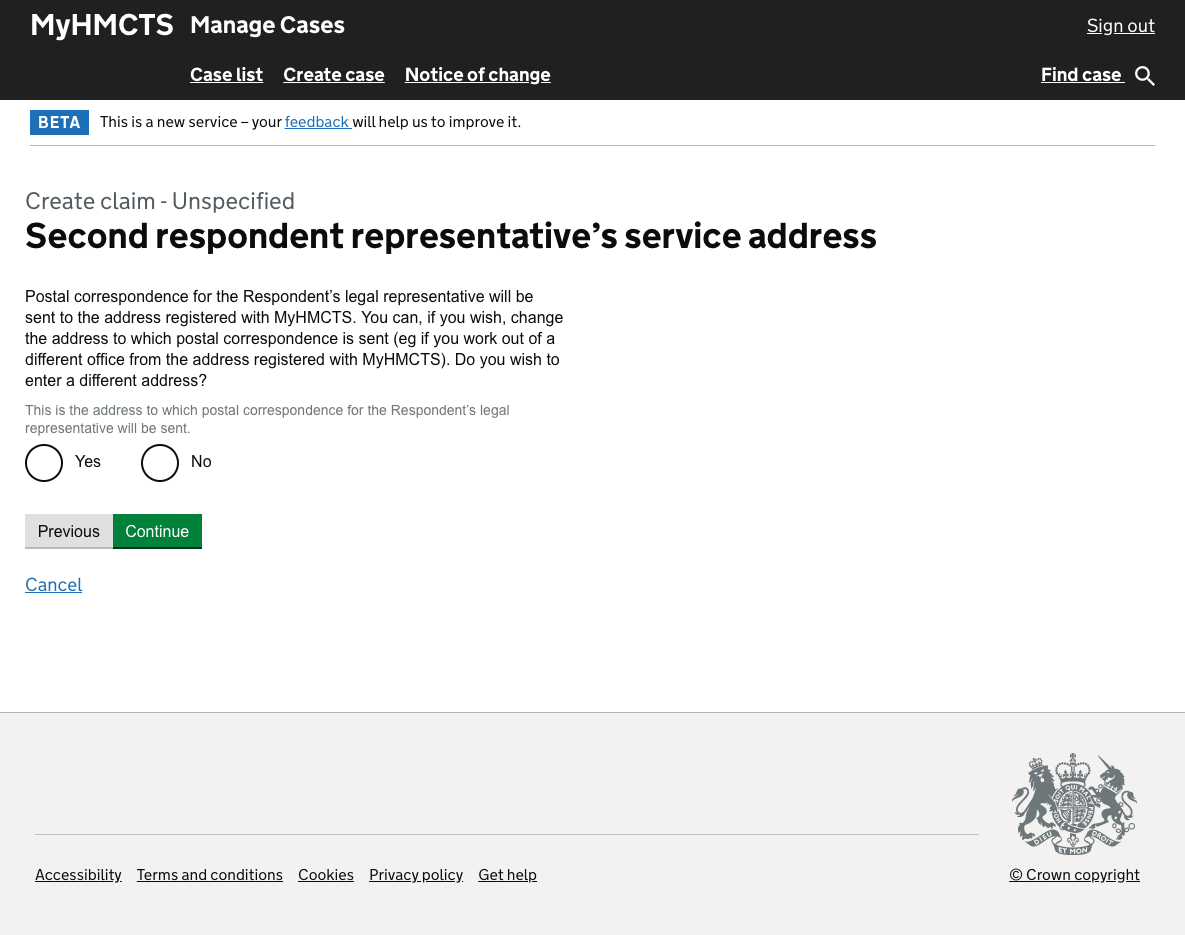 MyHMCTS Manage Cases Sign out
Case list Create case Notice of change Find case
BETA This is a new service – your feedback will help us to improve it.
Create claim - Unspecified
Second respondent representative’s service address
Postal correspondence for the Respondent’s legal representative will be
sent to the address registered with MyHMCTS. You can, if you wish, change
the address to which postal correspondence is sent (eg if you work out of a
different office from the address registered with MyHMCTS). Do you wish to
enter a different address?
This is the address to which postal correspondence for the Respondent’s legal
representative will be sent.
Yes No
Previous Continue
Cancel
DIEU ET MON DROIT
Accessibility Terms and conditions Cookies Privacy policy Get help © Crown copyright